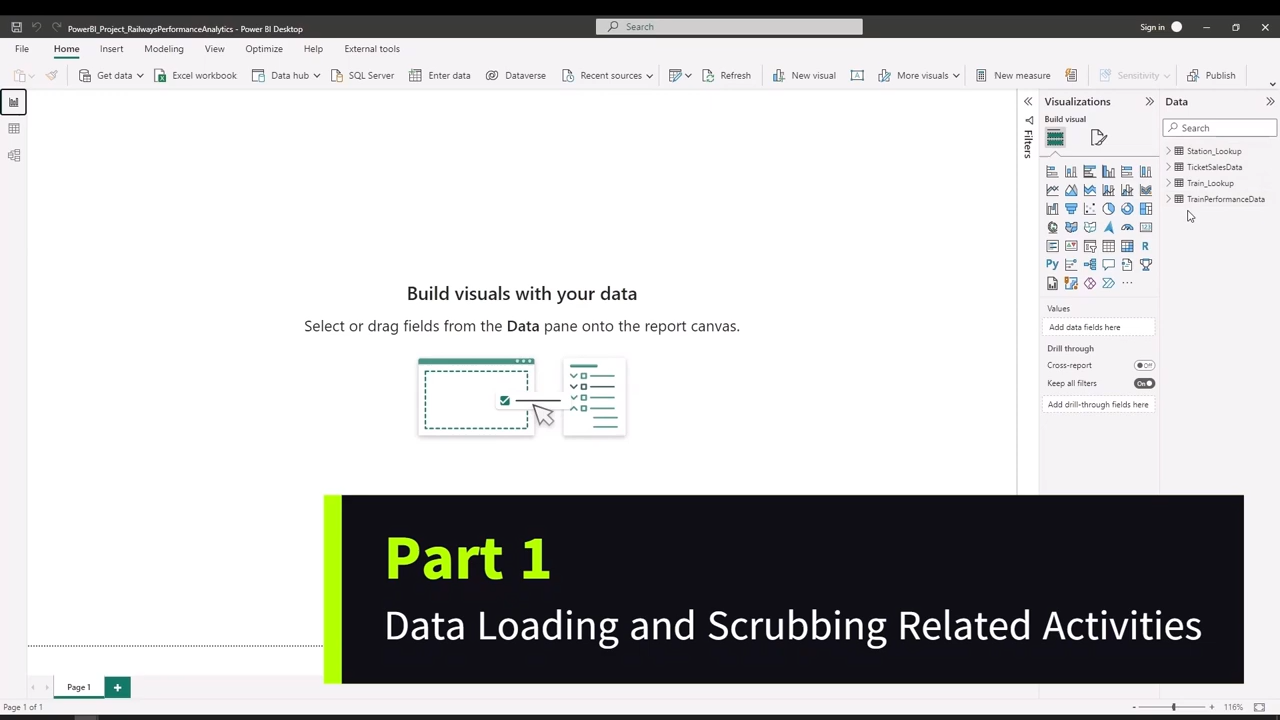 PowerBI_Project_RailwaysPerformanceAnalytics - Power BI Desktop
Search
Sign in
File Home Insert Modeling View Optimize Help External tools
Get data Excel workbook Data hub SQL Server Enter data Dataverse Recent sources Refresh New visual More visuals New measure Sensitivity Publish
Visualizations
Data
Build visual
Search
Filters
Station_Lookup
TicketSalesData
Train_Lookup
TrainPerformanceData
R
Py
123
Values
Add data fields here
Drill through
Cross-report Off
Keep all filters On
Add drill-through fields here
Build visuals with your data
Select or drag fields from the Data pane onto the report canvas.
Part 1
Data Loading and Scrubbing Related Activities
Page 1
Page 1 of 1
116%